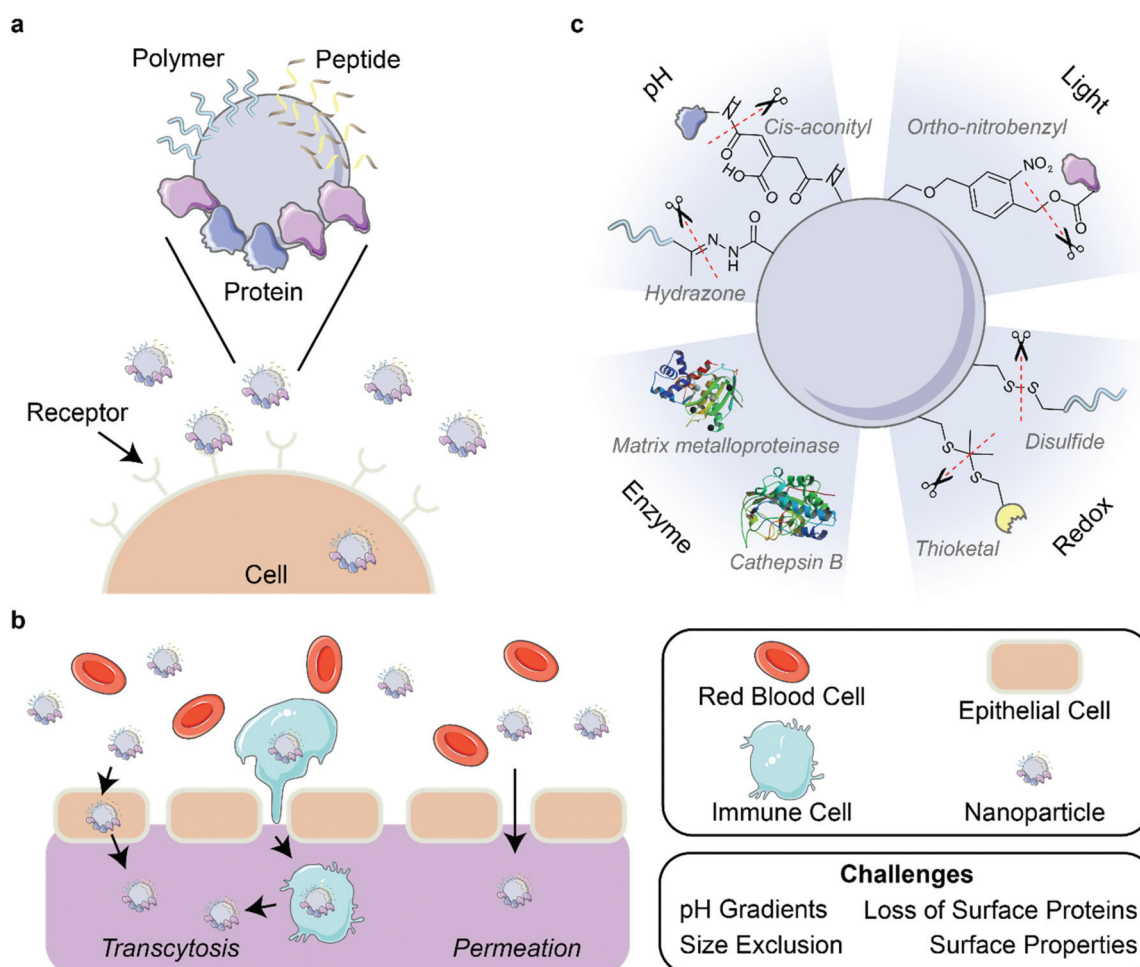 a
Polymer
Peptide
Protein
Receptor
Cell
b
Transcytosis
Permeation
c
pH
Light
Cis-aconityl
Ortho-nitrobenzyl
N
H
O
O
HO
O
H
N
NO2
O
O
O
N
N
H
O
Hydrazone
Matrix metalloproteinase
Cathepsin B
Enzyme
S
S
Disulfide
S
S
Thioketal
Redox
Red Blood Cell
Epithelial Cell
Immune Cell
Nanoparticle
Challenges
pH Gradients Loss of Surface Proteins
Size Exclusion Surface Properties